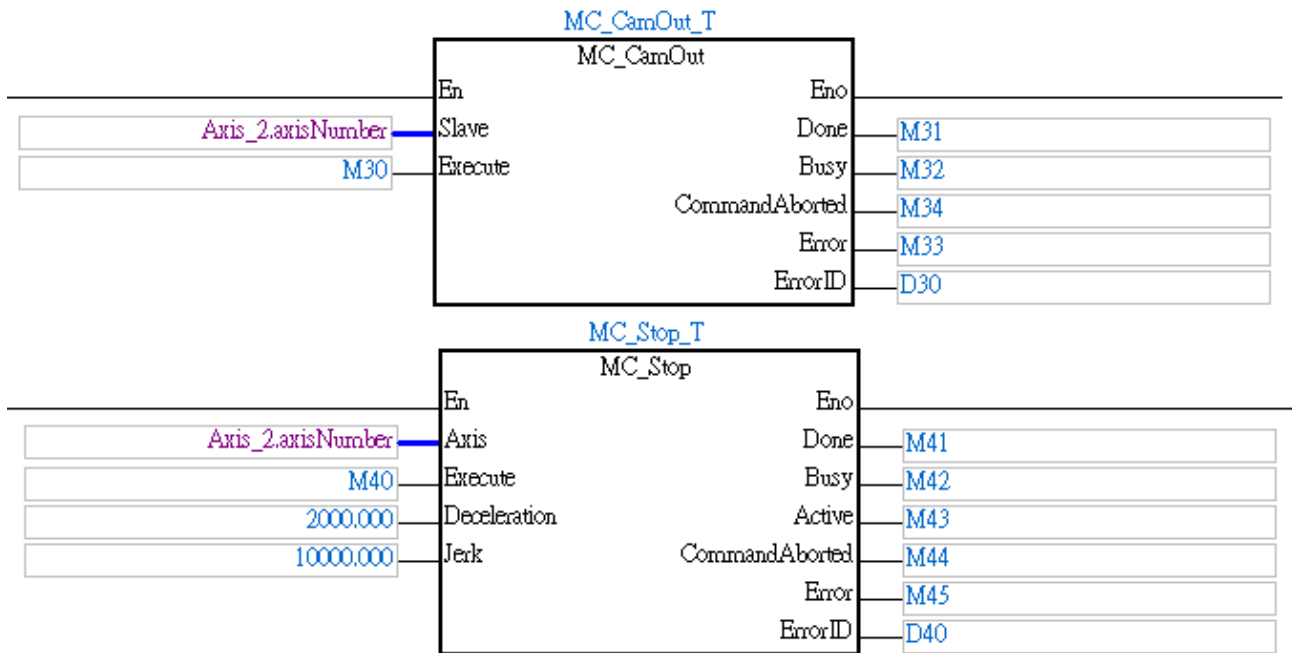 MC_CamOut_T
MC_CamOut
En Eno
Axis_2.axisNumber Slave Done M31
M30 Execute Busy M32
CommandAborted M34
Error M33
ErrorID D30
MC_Stop_T
MC_Stop
En Eno
Axis_2.axisNumber Axis Done M41
M40 Execute Busy M42
2000.000 Deceleration Active M43
10000.000 Jerk CommandAborted M44
Error M45
ErrorID D40